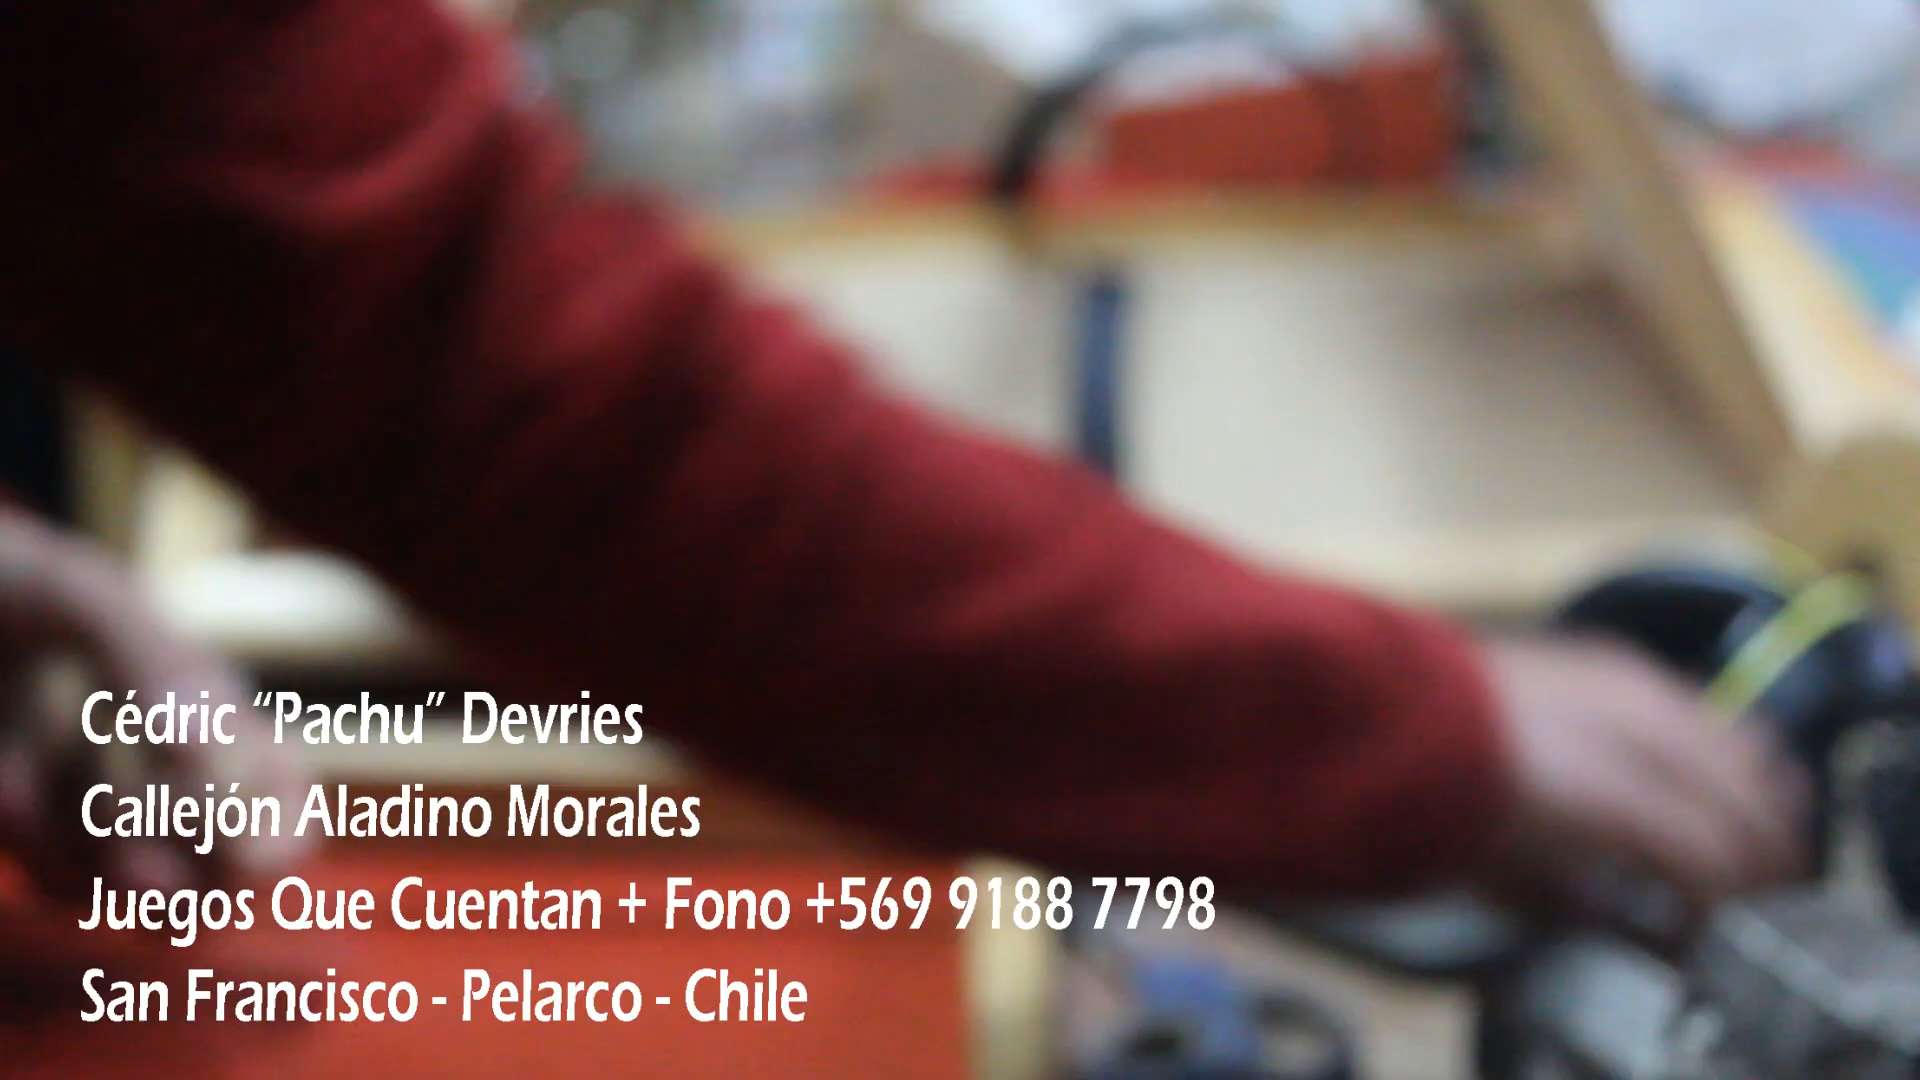 Cédric “Pachu” Devries
Callejón Aladino Morales
Juegos Que Cuentan + Fono +569 9188 7798
San Francisco - Pelarco - Chile